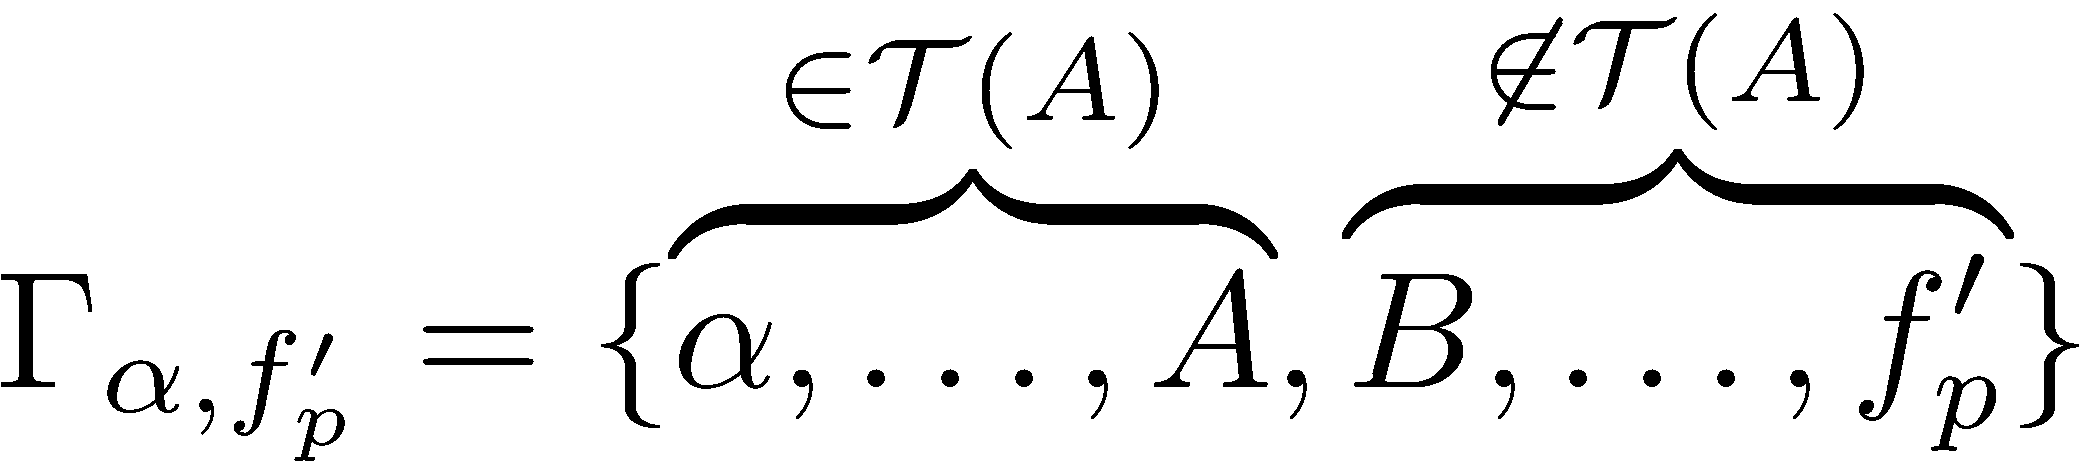 ∈𝒯(A) ∉𝒯(A)
Γ_{α,f′_p} = {α, . . . , A, B, . . . , f′_p}